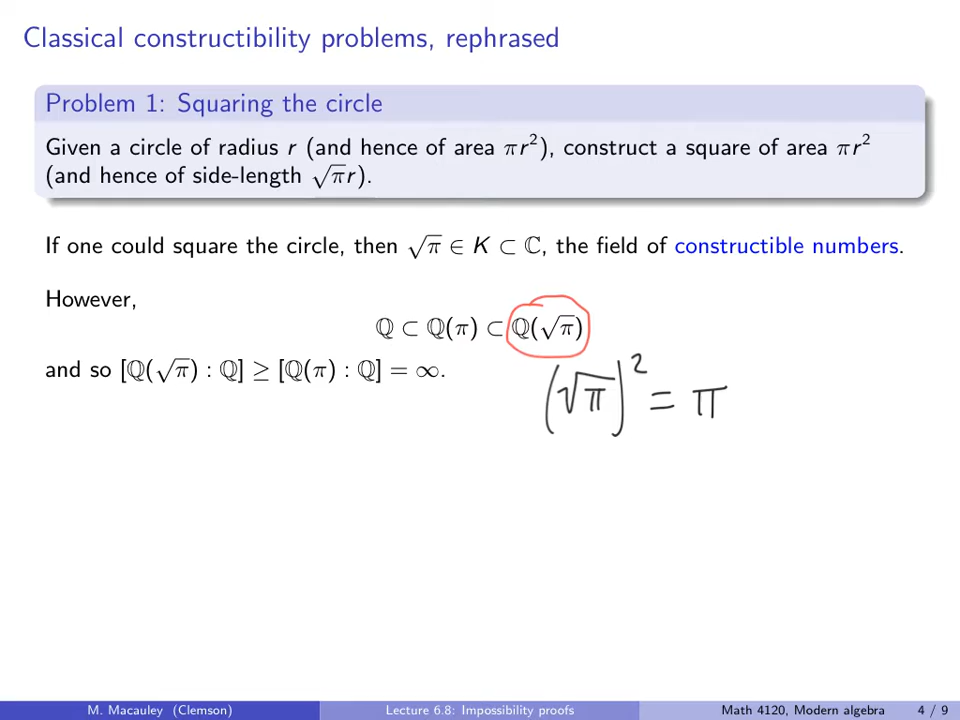 Classical constructibility problems, rephrased
Problem 1: Squaring the circle
Given a circle of radius r (and hence of area πr²), construct a square of area πr²
(and hence of side-length √πr).
If one could square the circle, then √π ∈ K ⊂ ℂ, the field of constructible numbers.
However,
ℚ ⊂ ℚ(π) ⊂ ℚ(√π)
and so [ℚ(√π) : ℚ] ≥ [ℚ(π) : ℚ] = ∞.
(√π)² = π
M. Macauley (Clemson) Lecture 6.8: Impossibility proofs Math 4120, Modern algebra 4 / 9